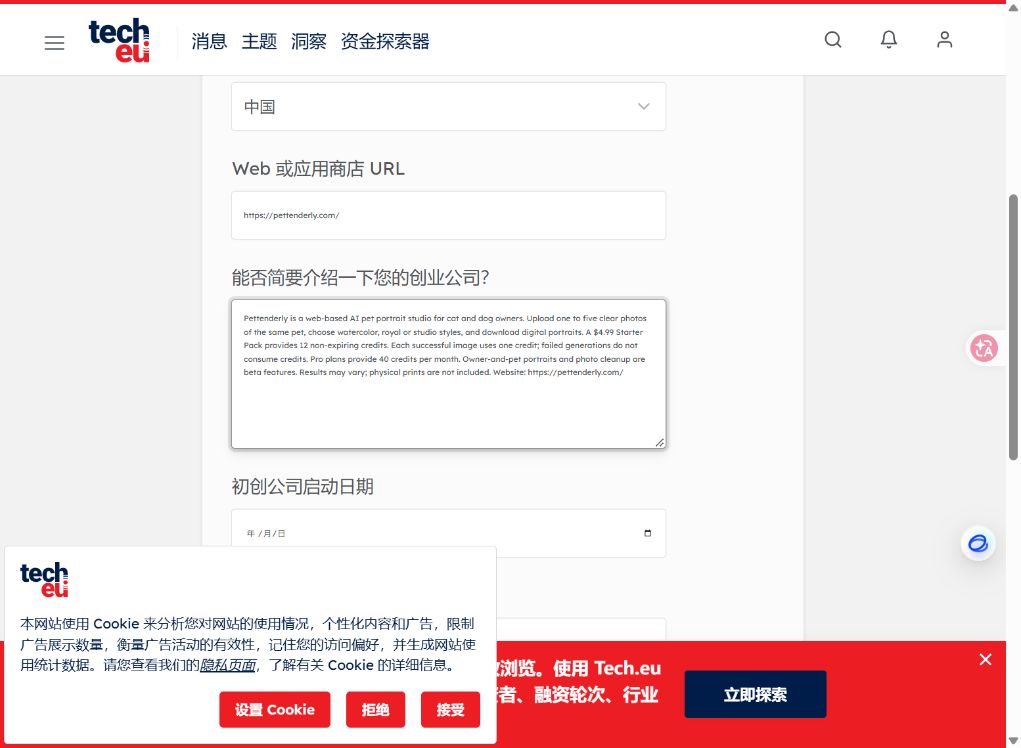 tech
eu
消息 主题 洞察 资金探索器
中国
Web 或应用商店 URL
https://pettenderly.com/
能否简要介绍一下您的创业公司?
Pettenderly is a web-based AI pet portrait studio for cat and dog owners. Upload one to five clear photos
of the same pet, choose watercolor, royal or studio styles, and download digital portraits. A $4.99 Starter
Pack provides 12 non-expiring credits. Each successful image uses one credit; failed generations do not
consume credits. Pro plans provide 40 credits per month. Owner-and-pet portraits and photo cleanup are
beta features. Results may vary; physical prints are not included. Website: https://pettenderly.com/
初创公司启动日期
年 /月/日
tech
eu
本网站使用 Cookie 来分析您对网站的使用情况，个性化内容和广告，限制
广告展示数量，衡量广告活动的有效性，记住您的访问偏好，并生成网站使
用统计数据。请您查看我们的隐私页面，了解有关 Cookie 的详细信息。
设置 Cookie 拒绝 接受
浏览。使用 Tech.eu
者、融资轮次、行业
立即探索